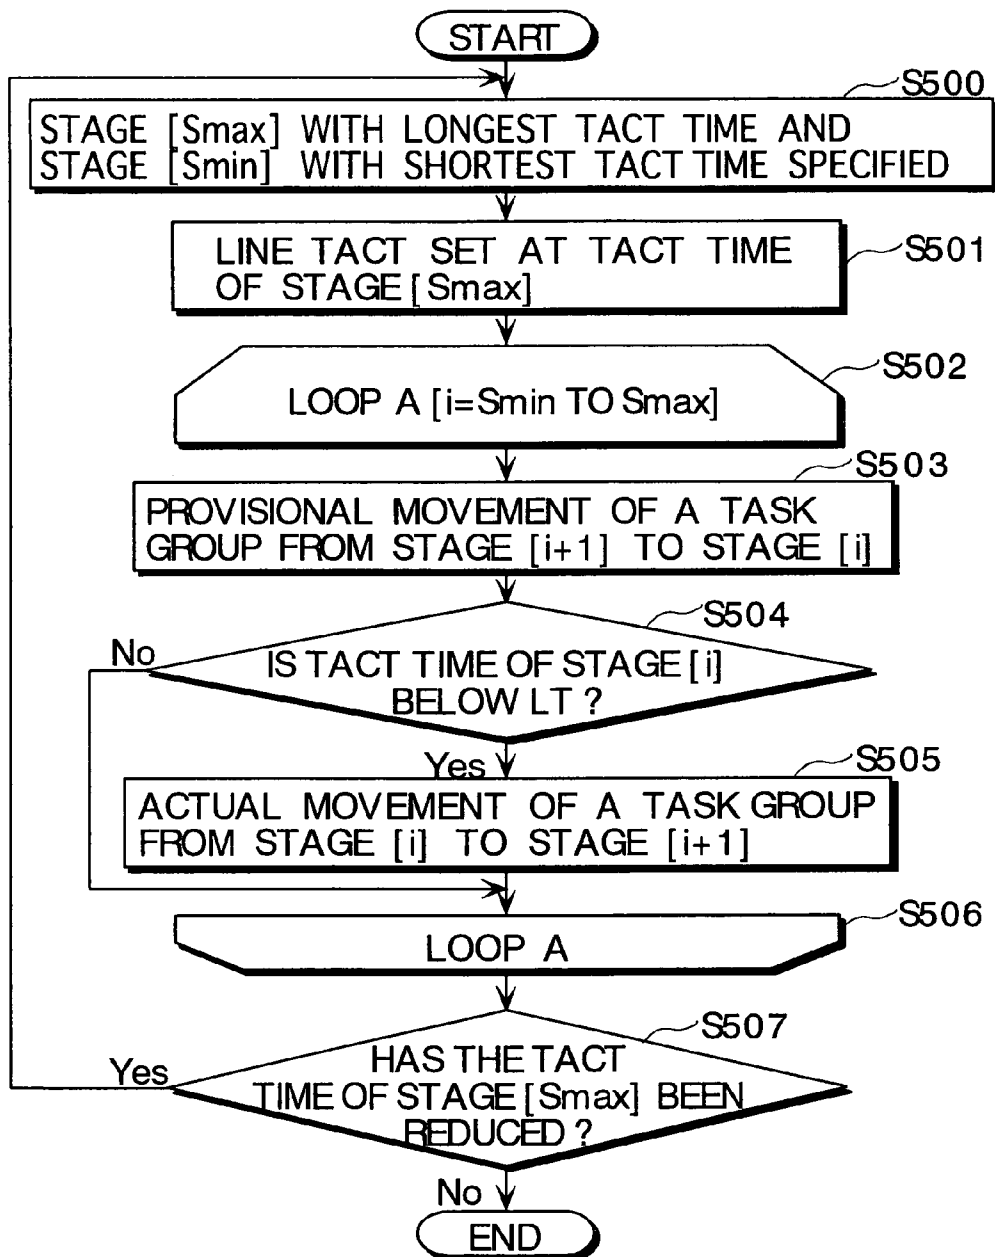 START
S500
STAGE [Smax] WITH LONGEST TACT TIME AND
STAGE [Smin] WITH SHORTEST TACT TIME SPECIFIED
S501
LINE TACT SET AT TACT TIME
OF STAGE [Smax]
S502
LOOP A [i=Smin TO Smax]
S503
PROVISIONAL MOVEMENT OF A TASK
GROUP FROM STAGE [i+1] TO STAGE [i]
S504
No
IS TACT TIME OF STAGE [i]
BELOW LT ?
Yes
S505
ACTUAL MOVEMENT OF A TASK GROUP
FROM STAGE [i] TO STAGE [i+1]
S506
LOOP A
S507
Yes
HAS THE TACT
TIME OF STAGE [Smax] BEEN
REDUCED ?
No
END